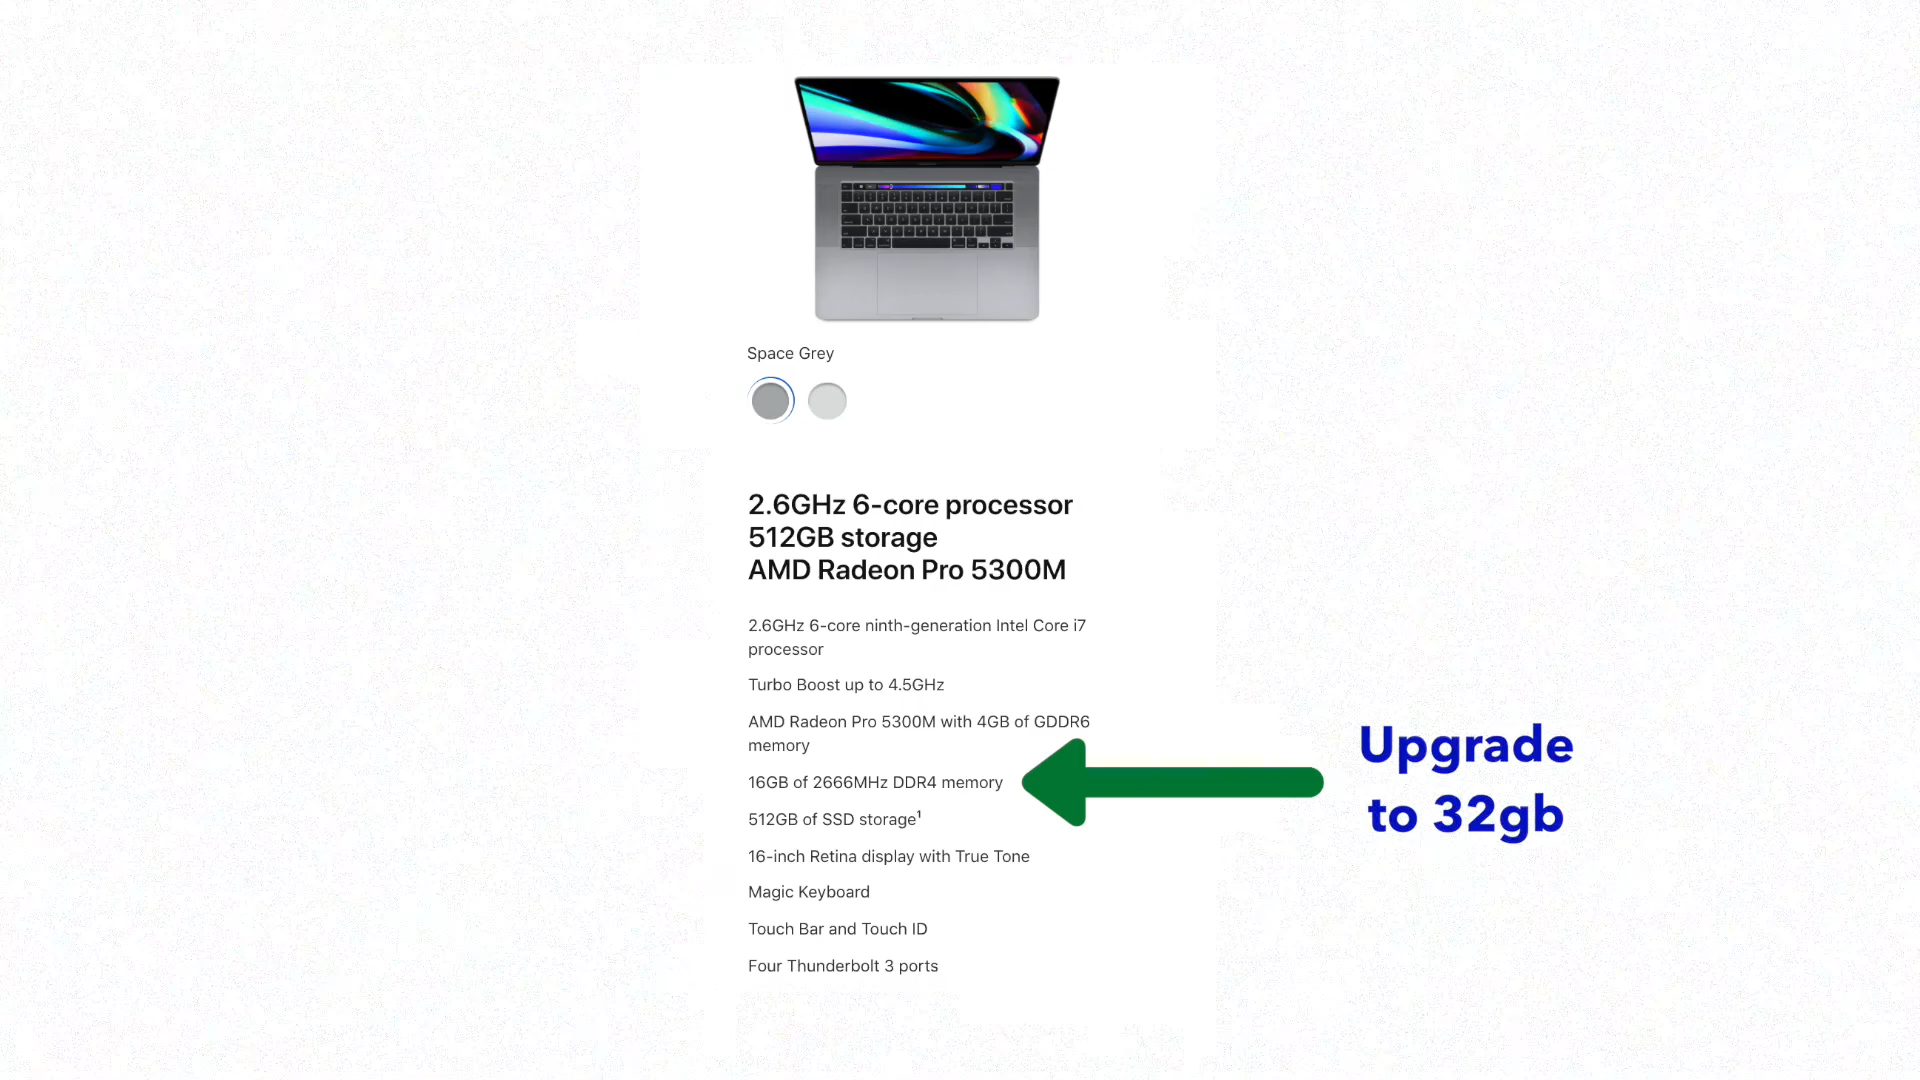 Space Grey
2.6GHz 6-core processor
512GB storage
AMD Radeon Pro 5300M
2.6GHz 6-core ninth-generation Intel Core i7
processor
Turbo Boost up to 4.5GHz
AMD Radeon Pro 5300M with 4GB of GDDR6
memory
16GB of 2666MHz DDR4 memory
512GB of SSD storage¹
16-inch Retina display with True Tone
Magic Keyboard
Touch Bar and Touch ID
Four Thunderbolt 3 ports
Upgrade
to 32gb